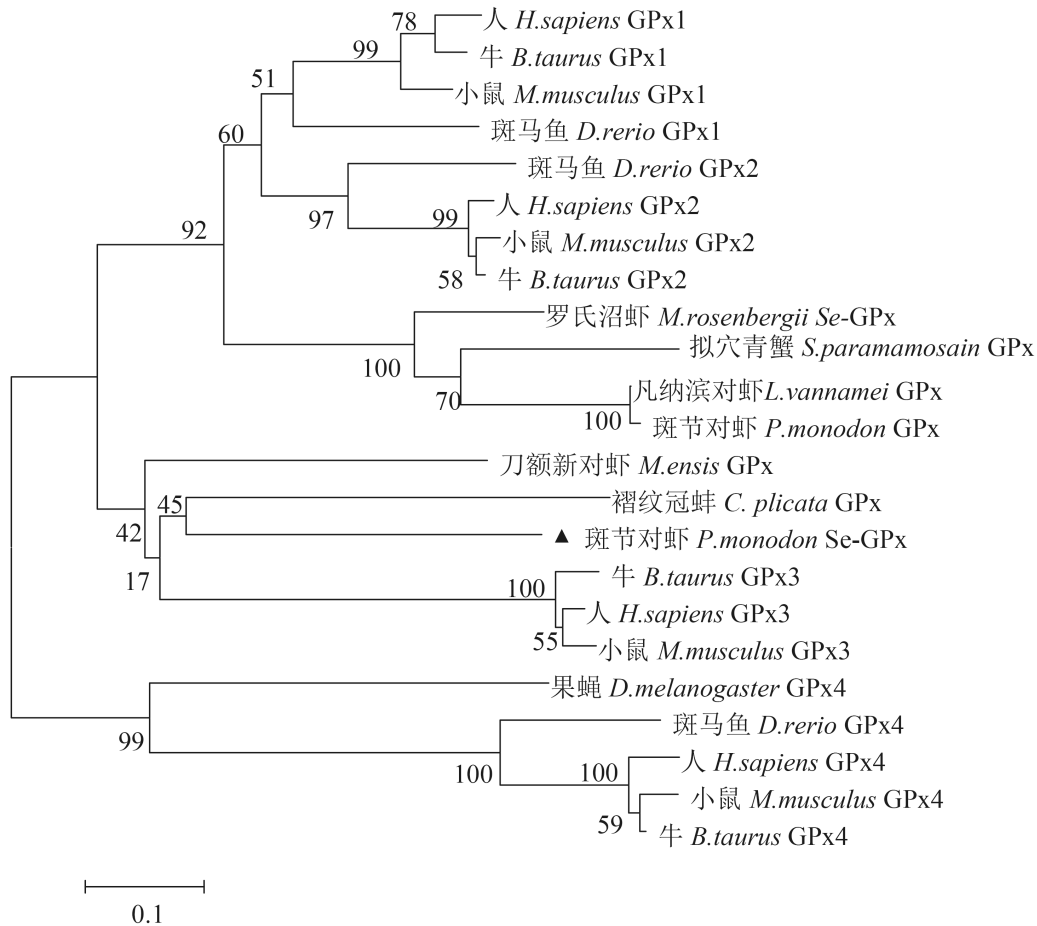 78
人 H.sapiens GPx1
99
牛 B.taurus GPx1
51
小鼠 M.musculus GPx1
60
斑马鱼 D.rerio GPx1
斑马鱼 D.rerio GPx2
97
99
人 H.sapiens GPx2
92
小鼠 M.musculus GPx2
58
牛 B.taurus GPx2
罗氏沼虾 M.rosenbergii Se-GPx
100
拟穴青蟹 S.paramamosain GPx
70
凡纳滨对虾L.vannamei GPx
100
斑节对虾 P.monodon GPx
刀额新对虾 M.ensis GPx
45
褶纹冠蚌 C. plicata GPx
42
▲ 斑节对虾 P.monodon Se-GPx
17
100
牛 B.taurus GPx3
人 H.sapiens GPx3
55
小鼠 M.musculus GPx3
果蝇 D.melanogaster GPx4
99
斑马鱼 D.rerio GPx4
100
100
人 H.sapiens GPx4
小鼠 M.musculus GPx4
59
牛 B.taurus GPx4
0.1